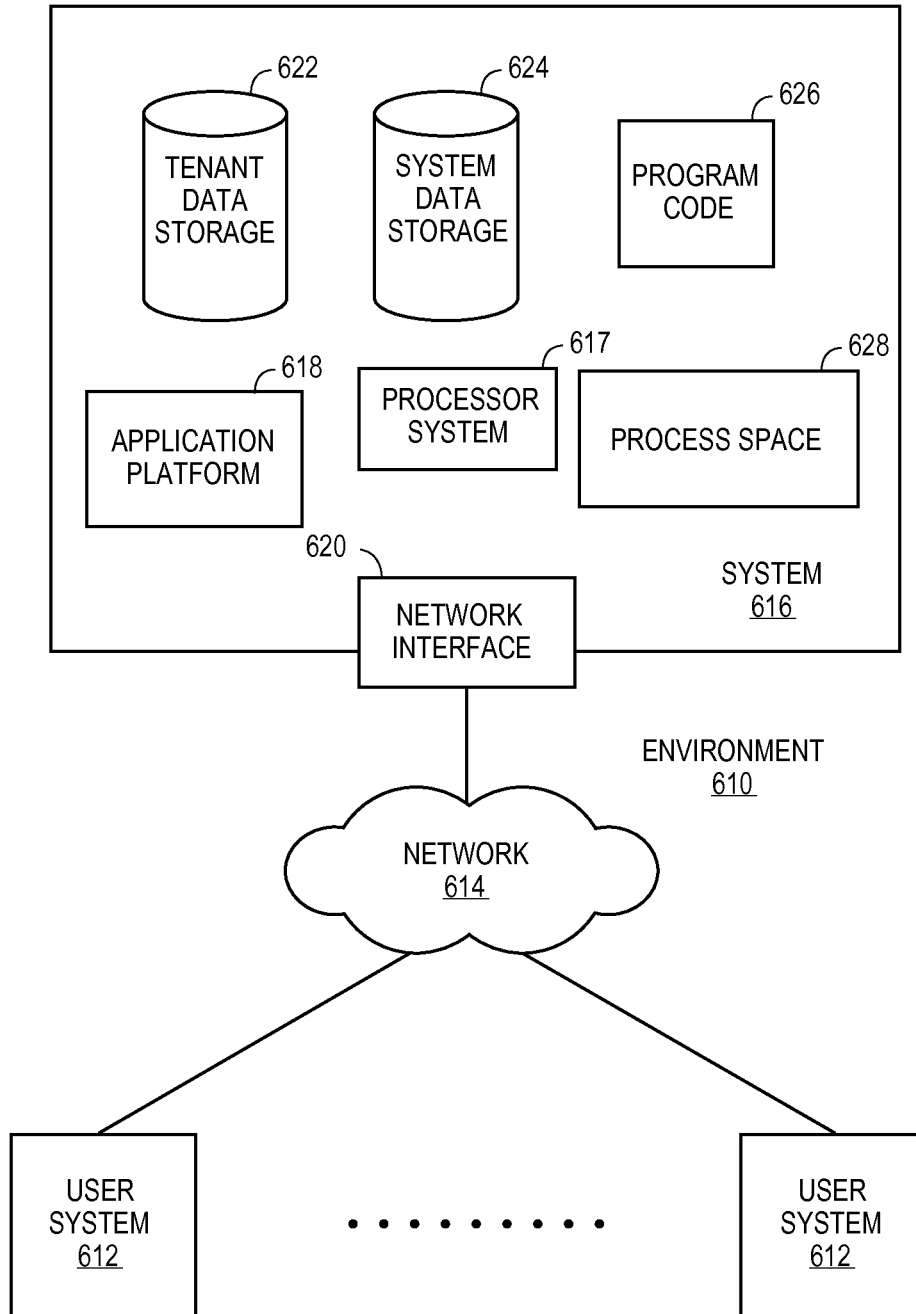 622
624
626
TENANT
DATA
STORAGE
SYSTEM
DATA
STORAGE
PROGRAM
CODE
618
617
628
APPLICATION
PLATFORM
PROCESSOR
SYSTEM
PROCESS SPACE
620
NETWORK
INTERFACE
SYSTEM
616
ENVIRONMENT
610
NETWORK
614
USER
SYSTEM
612
USER
SYSTEM
612